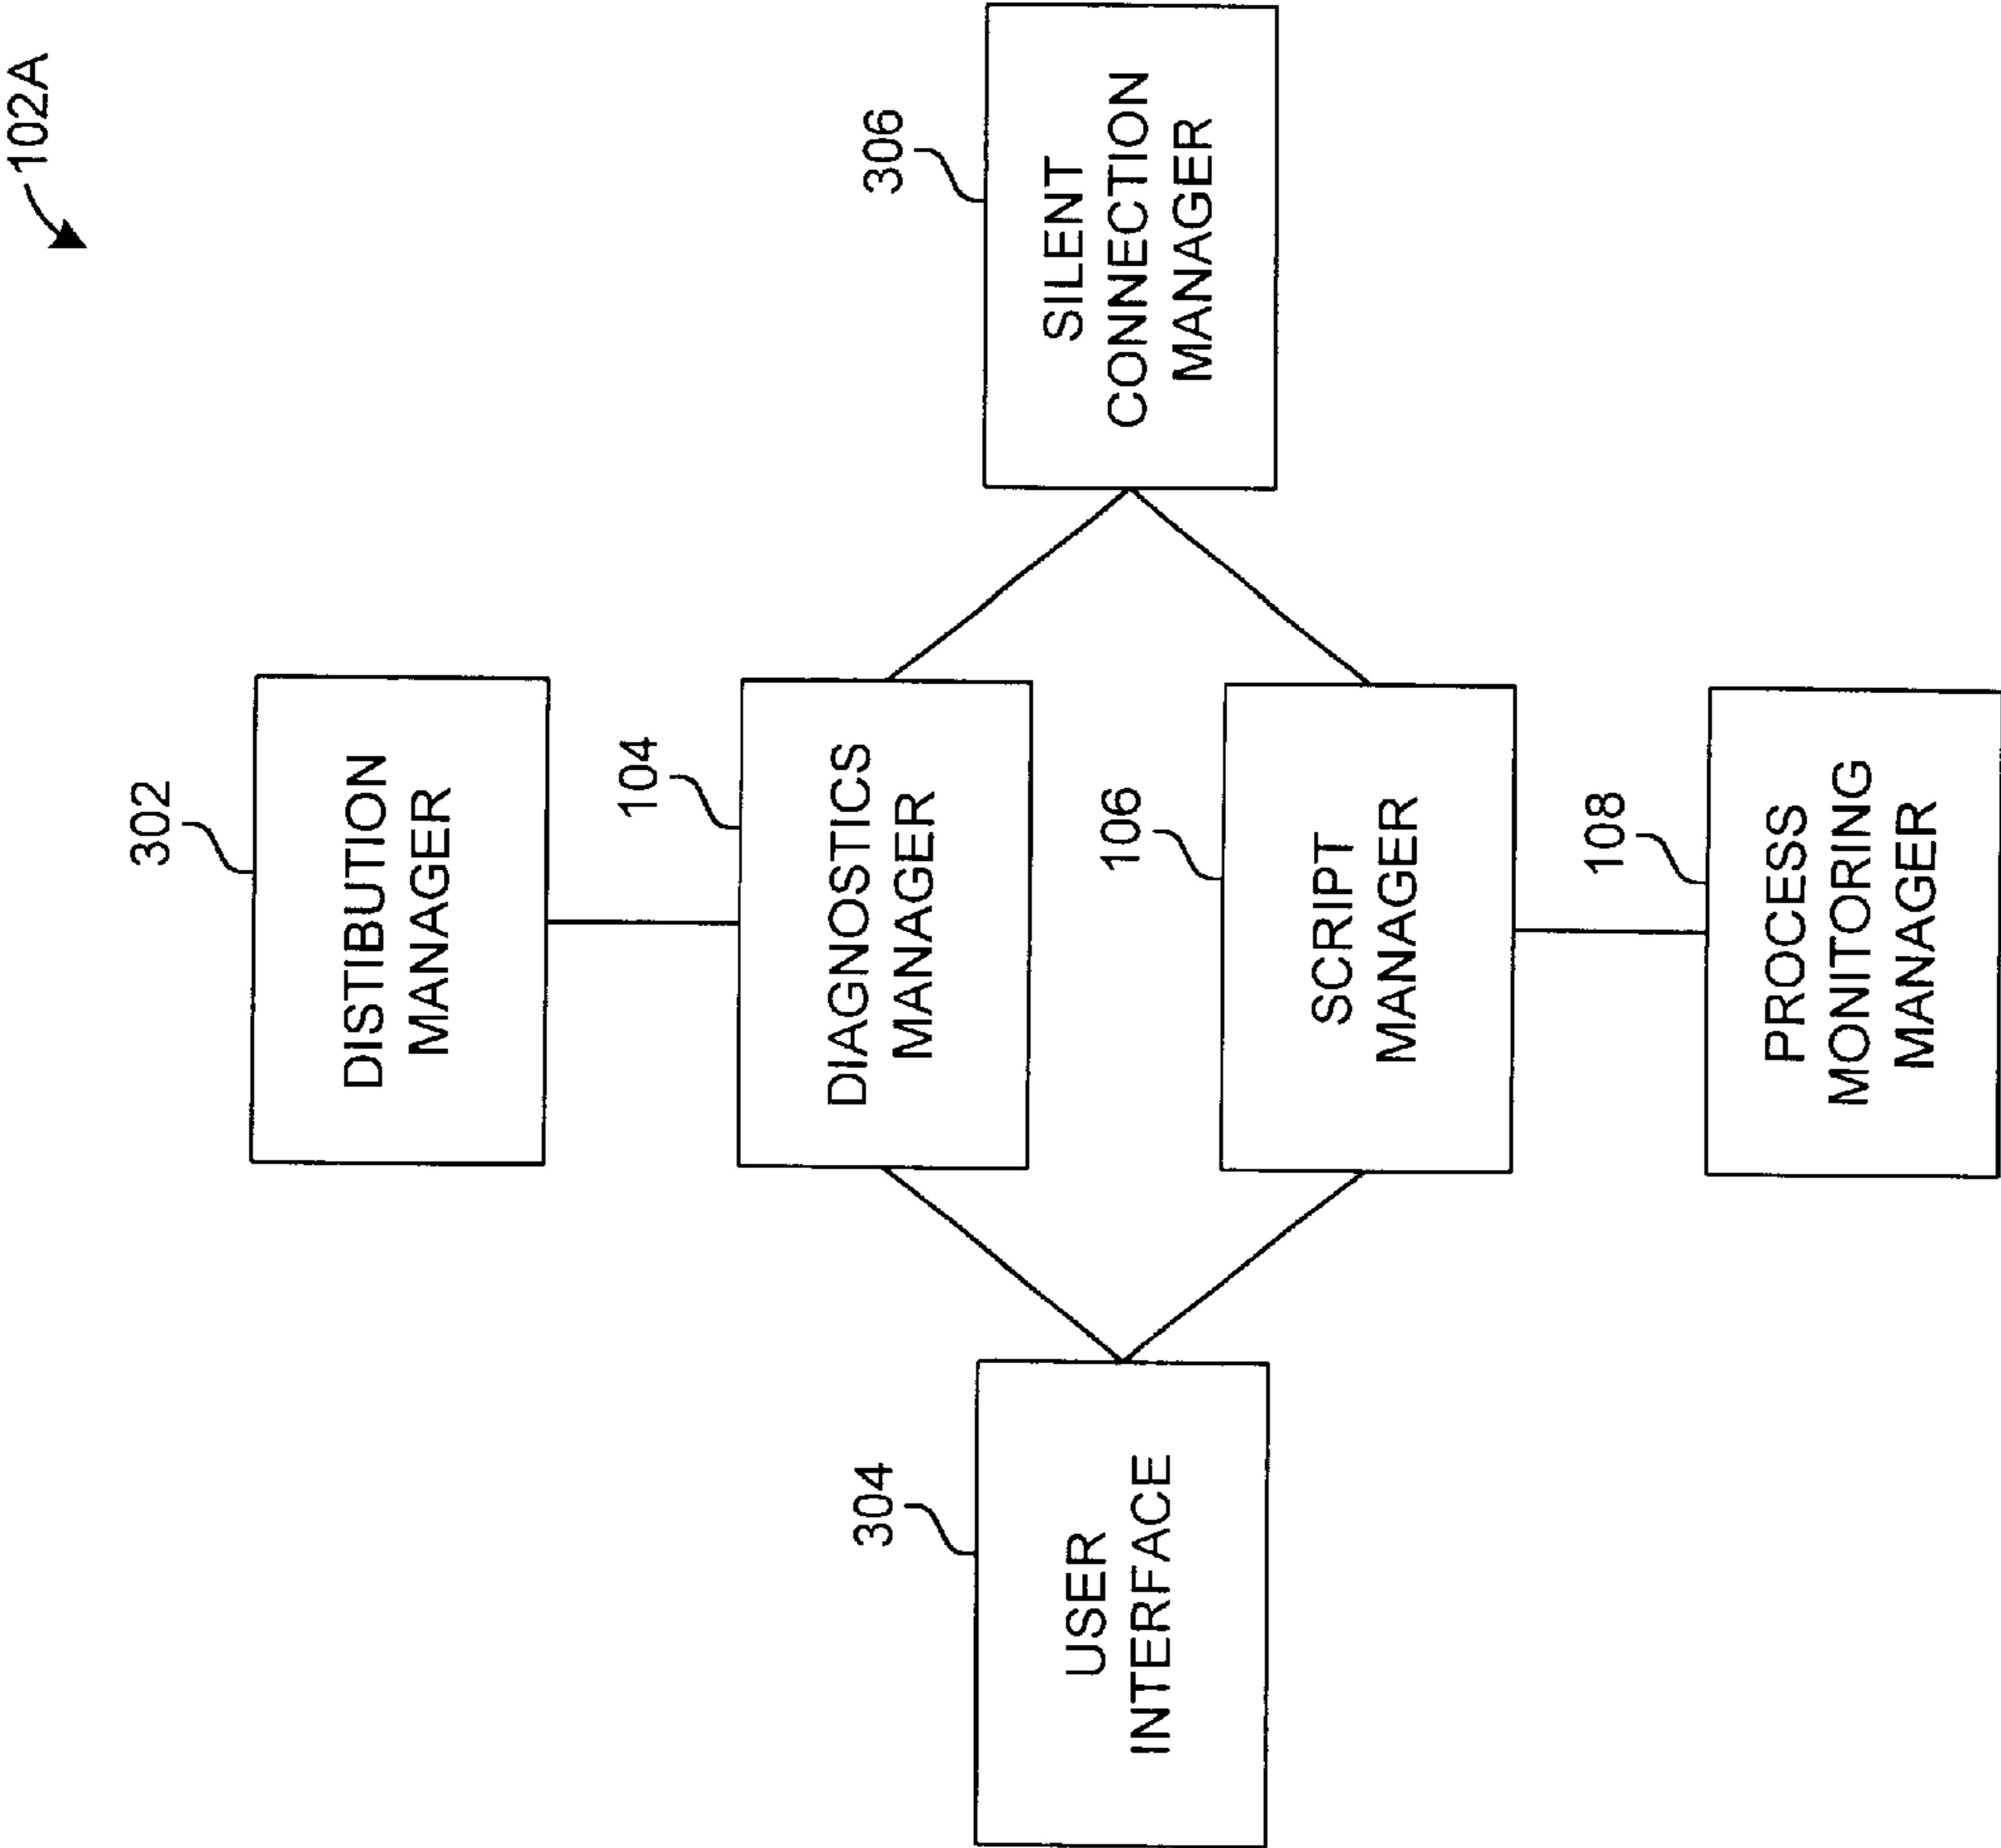 102A
302
DISTIBUTION
MANAGER
104
DIAGNOSTICS
MANAGER
304
USER
INTERFACE
306
SILENT
CONNECTION
MANAGER
106
SCRIPT
MANAGER
108
PROCESS
MONITORING
MANAGER